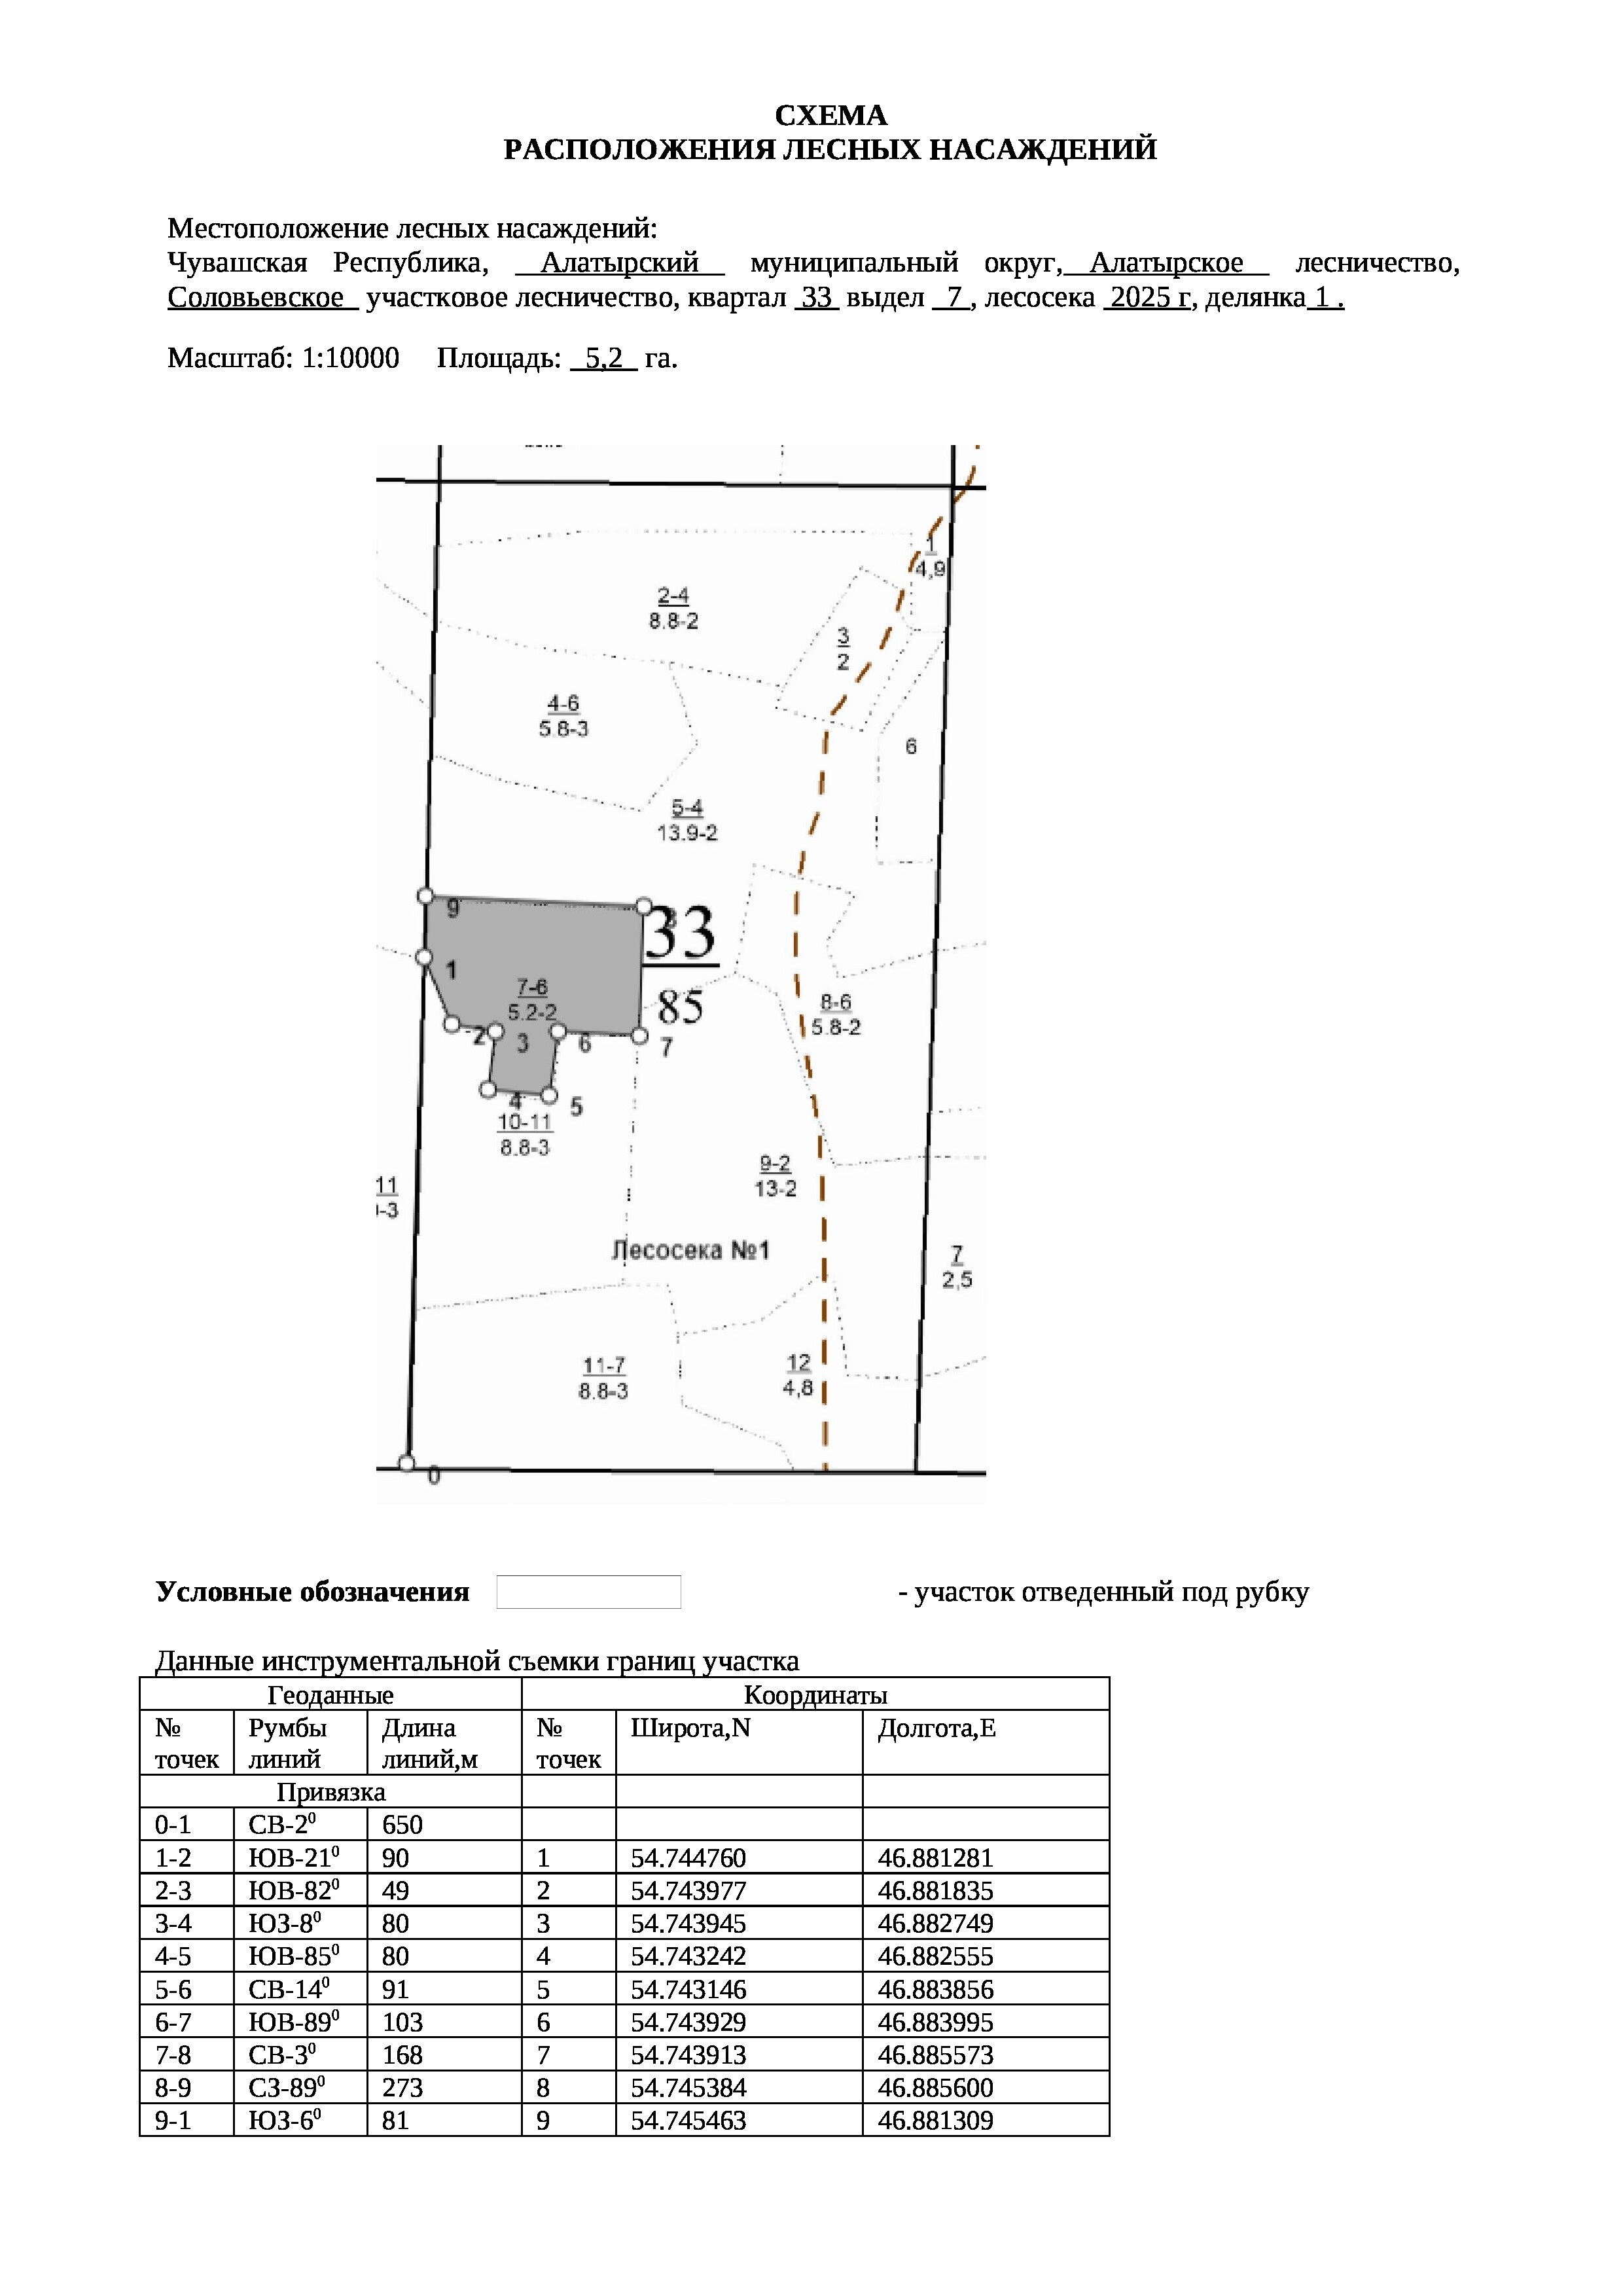 СХЕМА
РАСПОЛОЖЕНИЯ ЛЕСНЫХ НАСАЖДЕНИЙ
Местоположение лесных насаждений:
Чувашская Республика, Алатырский муниципальный округ, Алатырское лесничество,
Соловьевское участковое лесничество, квартал 33 выдел 7 , лесосека 2025 г, делянка 1 .
Масштаб: 1:10000 Площадь: 5,2 га.
1
4,9
2-4
8.8-2
3
2
4-6
5.8-3
6
5-4
13.9-2
9
33
85
1
7-6
5.2-2
8-6
5.8-2
2
3
6
7
4
5
10-11
8.8-3
9-2
13-2
11
-3
Лесосека №1
7
2,5
11-7
8.8-3
12
4,8
0
Условные обозначения - участок отведенный под рубку
Данные инструментальной съемки границ участка
Геоданные Координаты
№ точек Румбы линий Длина линий,м № точек Широта,N Долгота,E
Привязка
0-1 СВ-2⁰ 650
1-2 ЮВ-21⁰ 90 1 54.744760 46.881281
2-3 ЮВ-82⁰ 49 2 54.743977 46.881835
3-4 ЮЗ-8⁰ 80 3 54.743945 46.882749
4-5 ЮВ-85⁰ 80 4 54.743242 46.882555
5-6 СВ-14⁰ 91 5 54.743146 46.883856
6-7 ЮВ-89⁰ 103 6 54.743929 46.883995
7-8 СВ-3⁰ 168 7 54.743913 46.885573
8-9 СЗ-89⁰ 273 8 54.745384 46.885600
9-1 ЮЗ-6⁰ 81 9 54.745463 46.881309